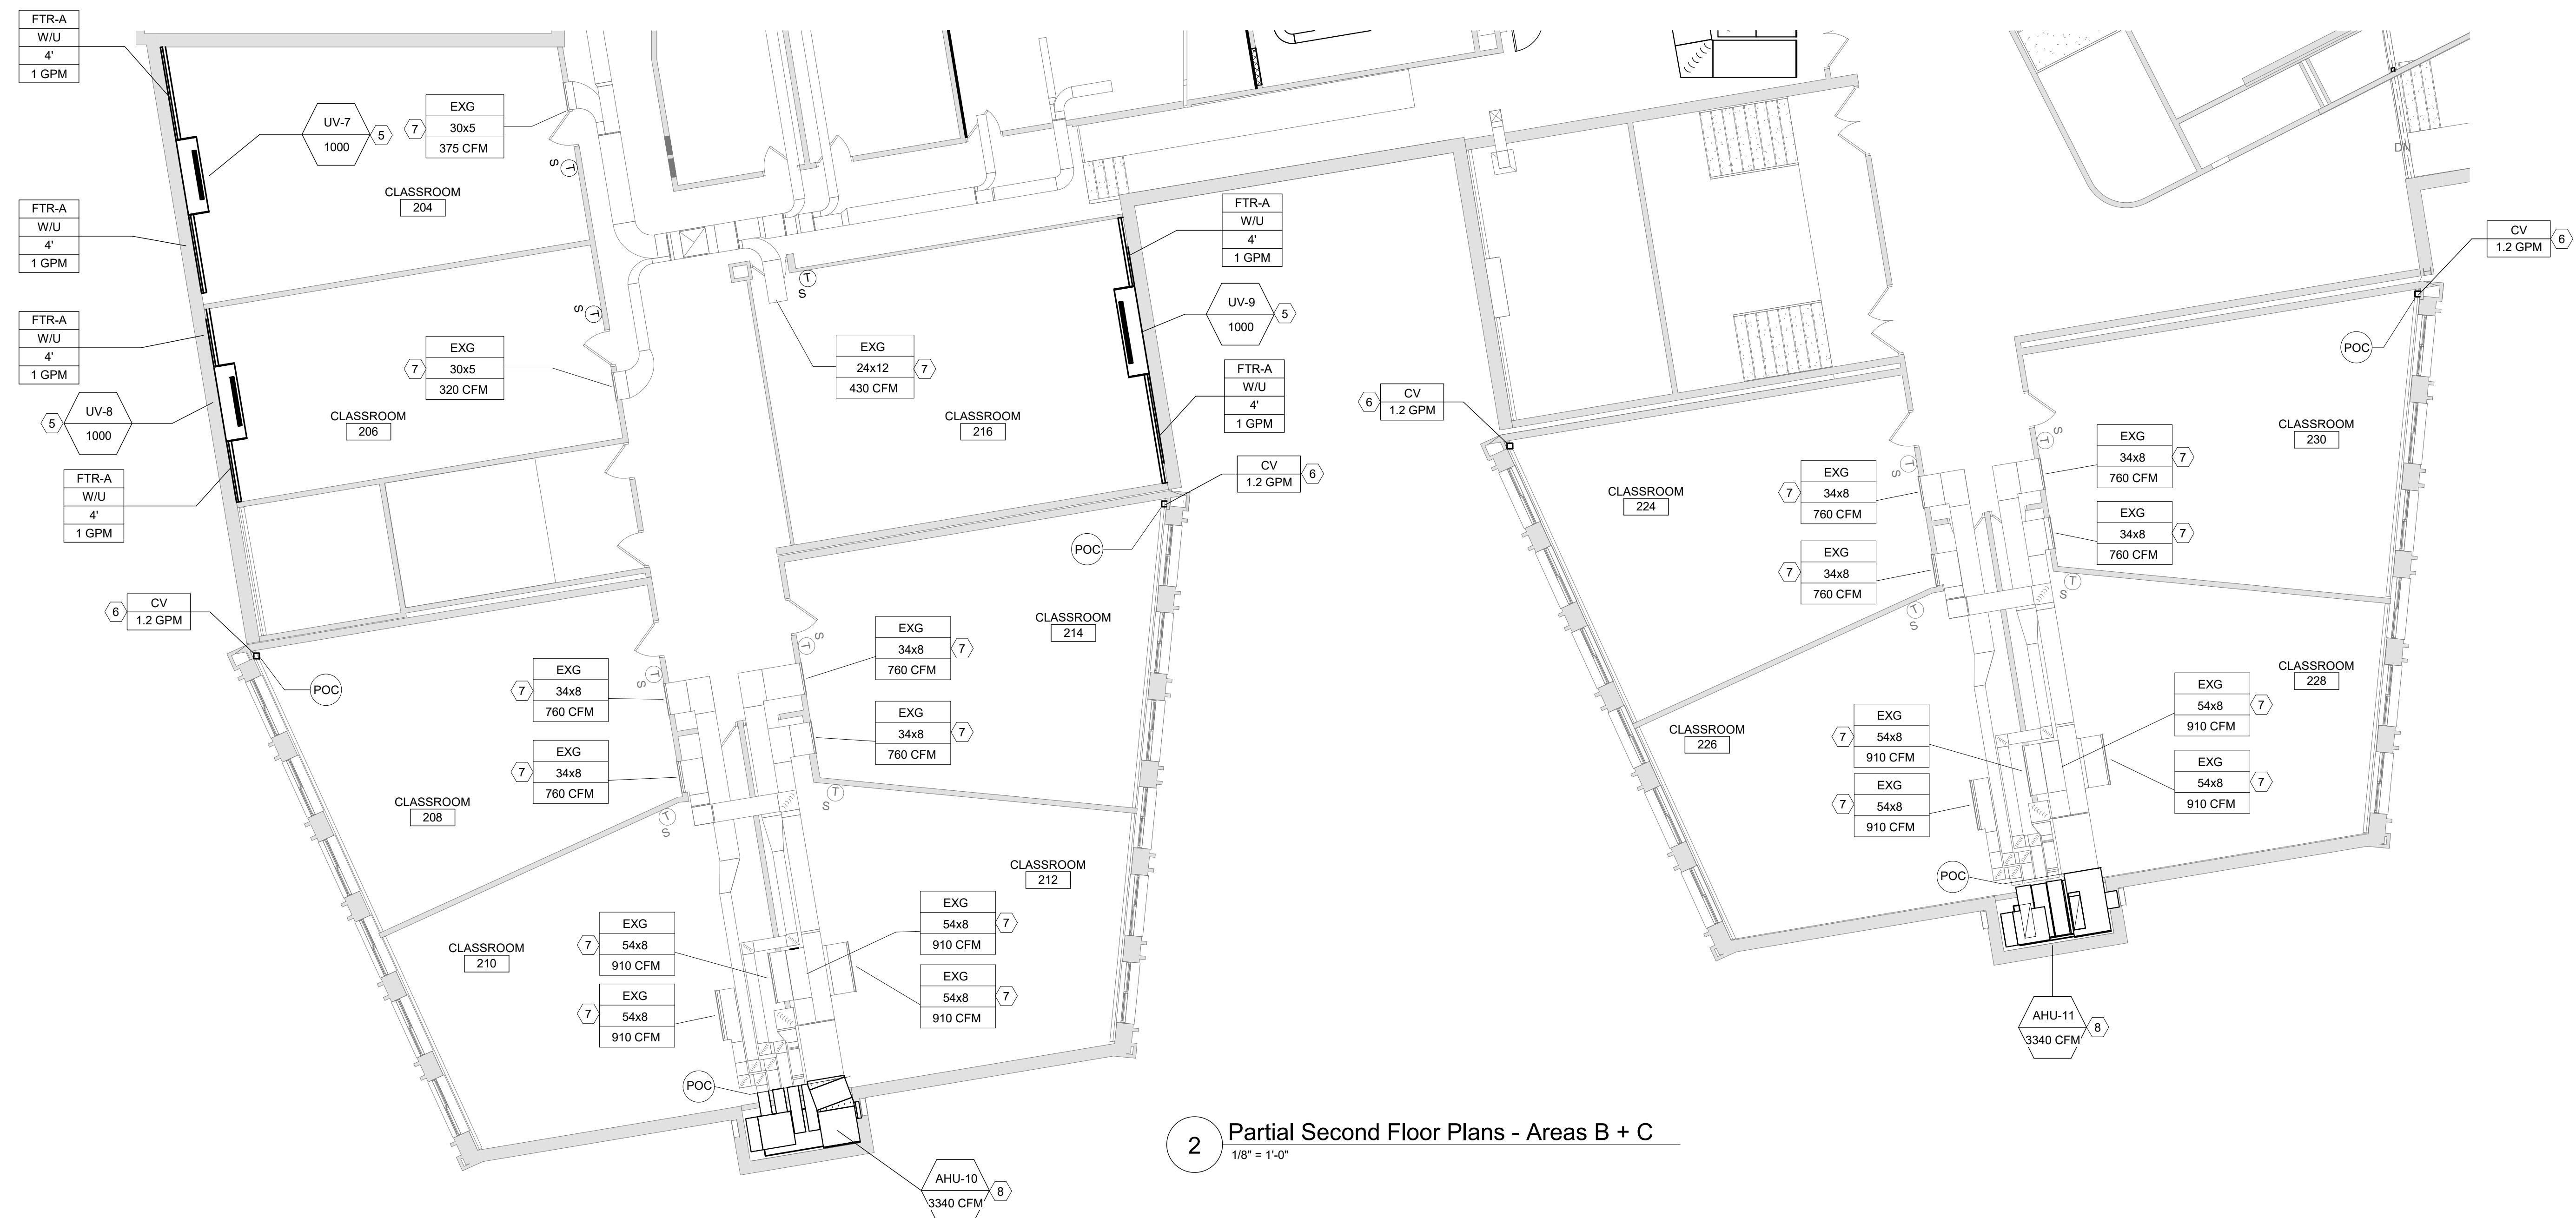 FTR-A
W/U
4'
1 GPM
UV-7
1000
5
7
EXG
30x5
375 CFM
S
T
CLASSROOM
204
FTR-A
W/U
4'
1 GPM
FTR-A
W/U
4'
1 GPM
S
T
7
EXG
30x5
320 CFM
5
UV-8
1000
CLASSROOM
206
FTR-A
W/U
4'
1 GPM
T
S
EXG
24x12
430 CFM
7
FTR-A
W/U
4'
1 GPM
UV-9
1000
5
FTR-A
W/U
4'
1 GPM
CLASSROOM
216
CV
1.2 GPM
6
POC
6
CV
1.2 GPM
POC
T
S
7
EXG
34x8
760 CFM
7
EXG
34x8
760 CFM
CLASSROOM
208
T
S
S
T
EXG
34x8
760 CFM
7
EXG
34x8
760 CFM
7
CLASSROOM
214
T
S
CLASSROOM
212
CLASSROOM
210
7
EXG
54x8
910 CFM
7
EXG
54x8
910 CFM
EXG
54x8
910 CFM
7
EXG
54x8
910 CFM
7
POC
AHU-10
3340 CFM
8
DN
CV
1.2 GPM
6
POC
6
CV
1.2 GPM
CLASSROOM
224
T
S
7
EXG
34x8
760 CFM
7
EXG
34x8
760 CFM
T
S
S
T
EXG
34x8
760 CFM
7
EXG
34x8
760 CFM
7
CLASSROOM
230
T
S
CLASSROOM
228
CLASSROOM
226
7
EXG
54x8
910 CFM
7
EXG
54x8
910 CFM
EXG
54x8
910 CFM
7
EXG
54x8
910 CFM
7
POC
AHU-11
3340 CFM
8
2
Partial Second Floor Plans - Areas B + C
1/8" = 1'-0"